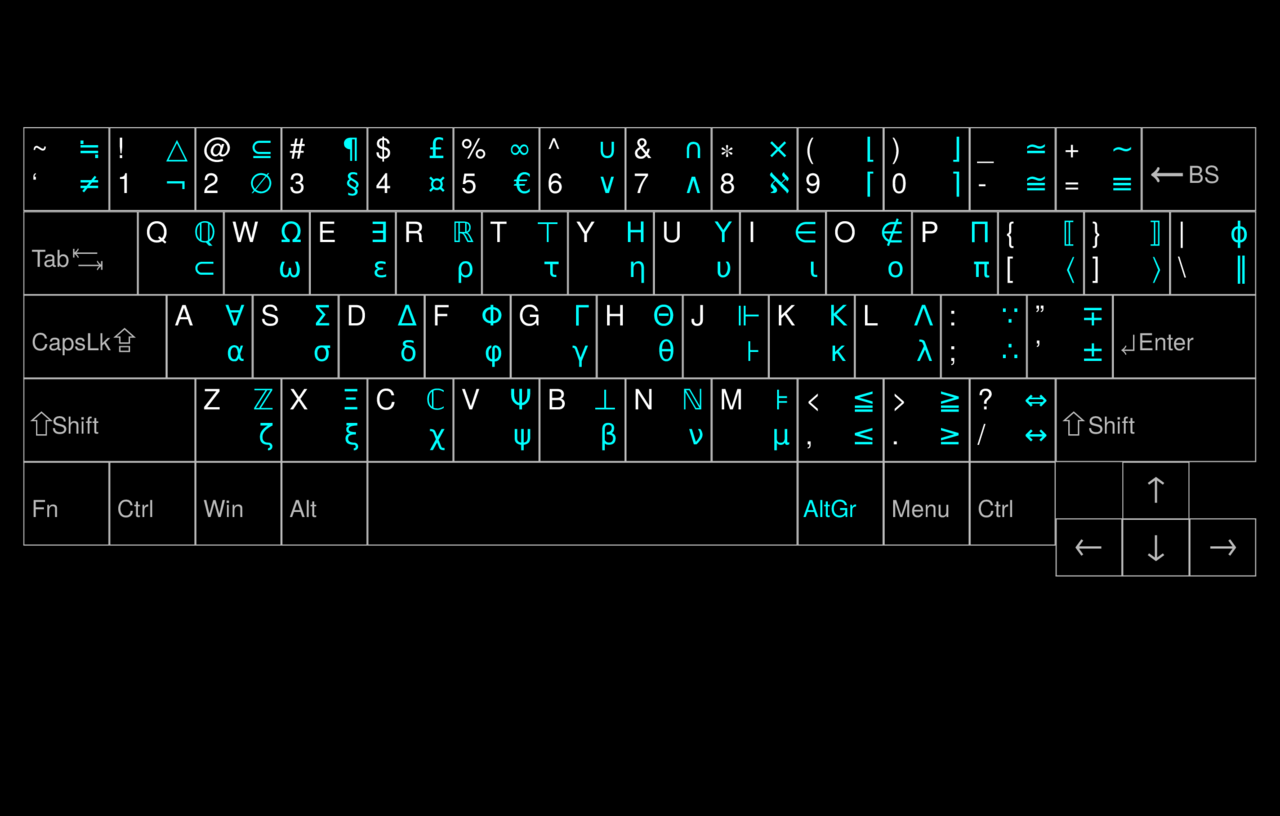 ~ ≒ ! △ @ ⊆ # ¶ $ £ % ∞ ^ ∪ & ∩ * × ( ⌊ ) ⌋ _ ≃ + ∼
‘ ≠ 1 ¬ 2 ∅ 3 § 4 ¤ 5 € 6 ∨ 7 ∧ 8 ℵ 9 ⌈ 0 ⌉ - ≅ = ≡ ← BS
Q ℚ W Ω E ∃ R ℝ T ⊤ Y Η U Υ I ∈ O ∉ P Π { ⟦ } ⟧ | ϕ
Tab ⊂ ω ε ρ τ η υ ι ο π [ ⟨ ] ⟩ \ ∥
A ∀ S Σ D Δ F Φ G Γ H Θ J ⊩ K Κ L Λ : ∵ ” ∓
CapsLk α σ δ φ γ θ ⊦ κ λ ; ∴ ’ ± Enter
Z ℤ X Ξ C ℂ V Ψ B ⊥ N ℕ M ⊧ < ≦ > ≧ ? ⇔
Shift ζ ξ χ ψ β ν μ , ≤ . ≥ / ↔ Shift
Fn Ctrl Win Alt AltGr Menu Ctrl ↑
← ↓ →